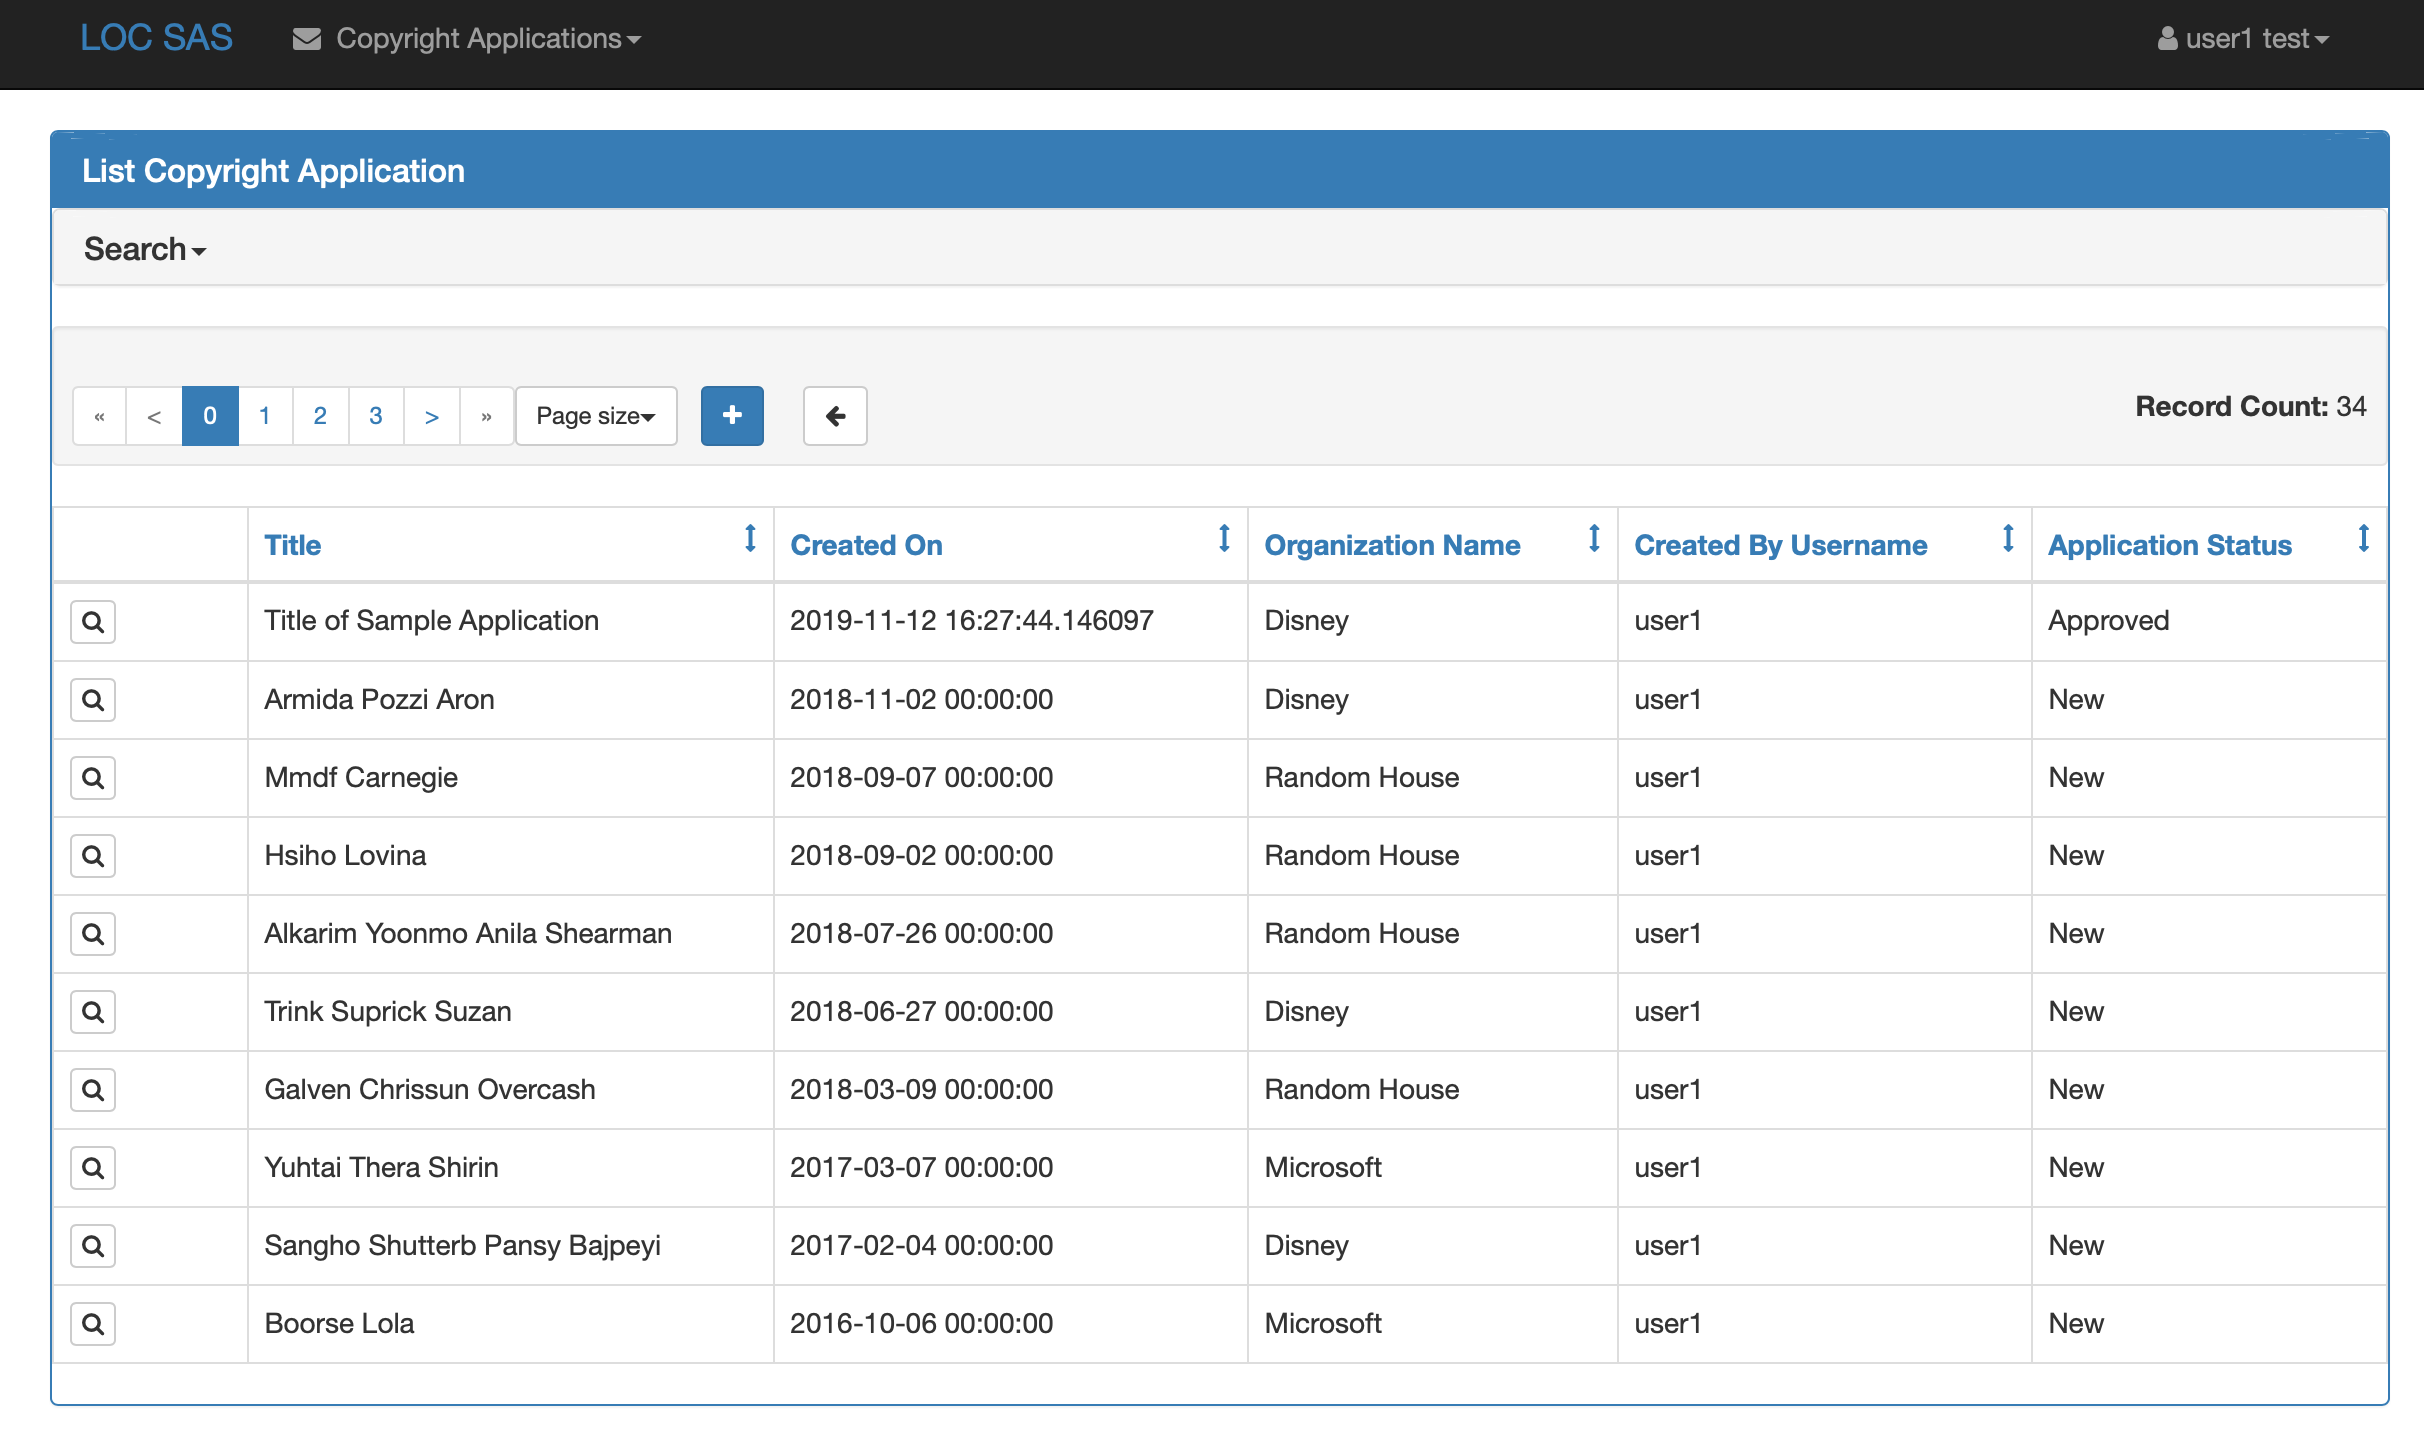 LOC SAS Copyright Applications user1 test
List Copyright Application
Search
« < 0 1 2 3 > » Page size Record Count: 34
Title Created On Organization Name Created By Username Application Status
Title of Sample Application 2019-11-12 16:27:44.146097 Disney user1 Approved
Armida Pozzi Aron 2018-11-02 00:00:00 Disney user1 New
Mmdf Carnegie 2018-09-07 00:00:00 Random House user1 New
Hsiho Lovina 2018-09-02 00:00:00 Random House user1 New
Alkarim Yoonmo Anila Shearman 2018-07-26 00:00:00 Random House user1 New
Trink Suprick Suzan 2018-06-27 00:00:00 Disney user1 New
Galven Chrissun Overcash 2018-03-09 00:00:00 Random House user1 New
Yuhtai Thera Shirin 2017-03-07 00:00:00 Microsoft user1 New
Sangho Shutterb Pansy Bajpeyi 2017-02-04 00:00:00 Disney user1 New
Boorse Lola 2016-10-06 00:00:00 Microsoft user1 New